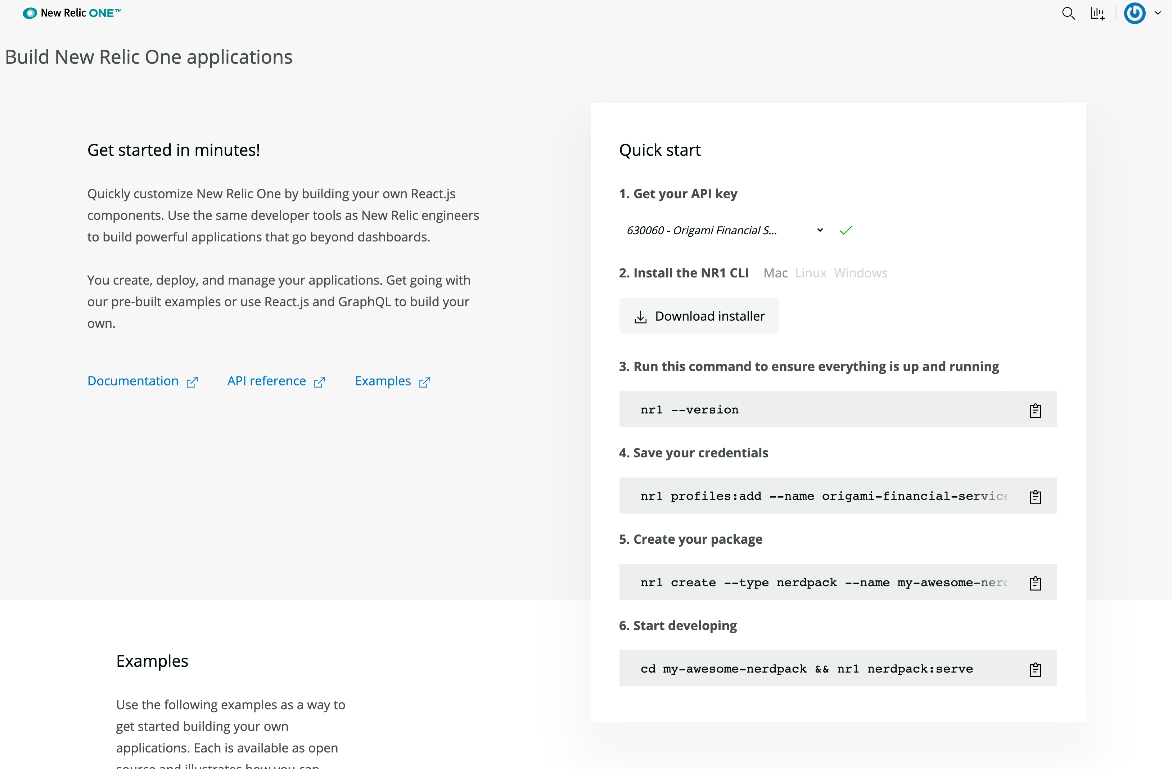 New Relic ONE™
Build New Relic One applications
Get started in minutes!
Quickly customize New Relic One by building your own React.js
components. Use the same developer tools as New Relic engineers
to build powerful applications that go beyond dashboards.
You create, deploy, and manage your applications. Get going with
our pre-built examples or use React.js and GraphQL to build your
own.
Documentation API reference Examples
Quick start
1. Get your API key
630060 - Origami Financial S...
2. Install the NR1 CLI Mac Linux Windows
Download installer
3. Run this command to ensure everything is up and running
nr1 --version
4. Save your credentials
nr1 profiles:add --name origami-financial-service
5. Create your package
nr1 create --type nerdpack --name my-awesome-nerd
6. Start developing
cd my-awesome-nerdpack && nr1 nerdpack:serve
Examples
Use the following examples as a way to
get started building your own
applications. Each is available as open
source and illustrates how you can